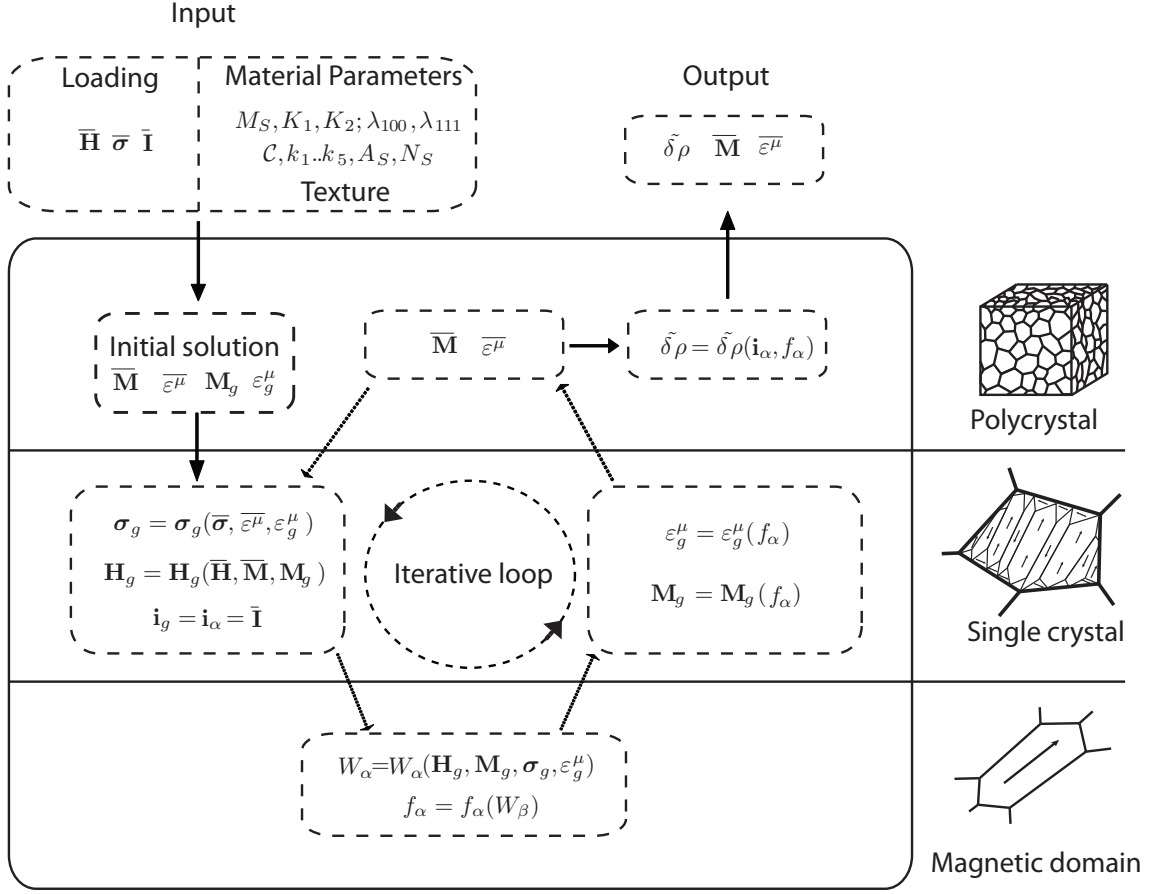 Input
Loading
Material Parameters
H̅ σ̅ I̅
M_S, K_1, K_2; λ_100, λ_111
C, k_1..k_5, A_S, N_S
Texture
Output
δ̃ρ M̅ ε̅^μ̅
Initial solution
M̅ ε̅^μ̅ M_g ε_g^μ
M̅ ε̅^μ̅
δ̃ρ = δ̃ρ(i_α, f_α)
Polycrystal
σ_g = σ_g(σ̅, ε̅^μ̅, ε_g^μ)
H_g = H_g(H̅, M̅, M_g)
i_g = i_α = I̅
Iterative loop
ε_g^μ = ε_g^μ(f_α)
M_g = M_g(f_α)
Single crystal
W_α=W_α(H_g, M_g, σ_g, ε_g^μ)
f_α = f_α(W_β)
Magnetic domain